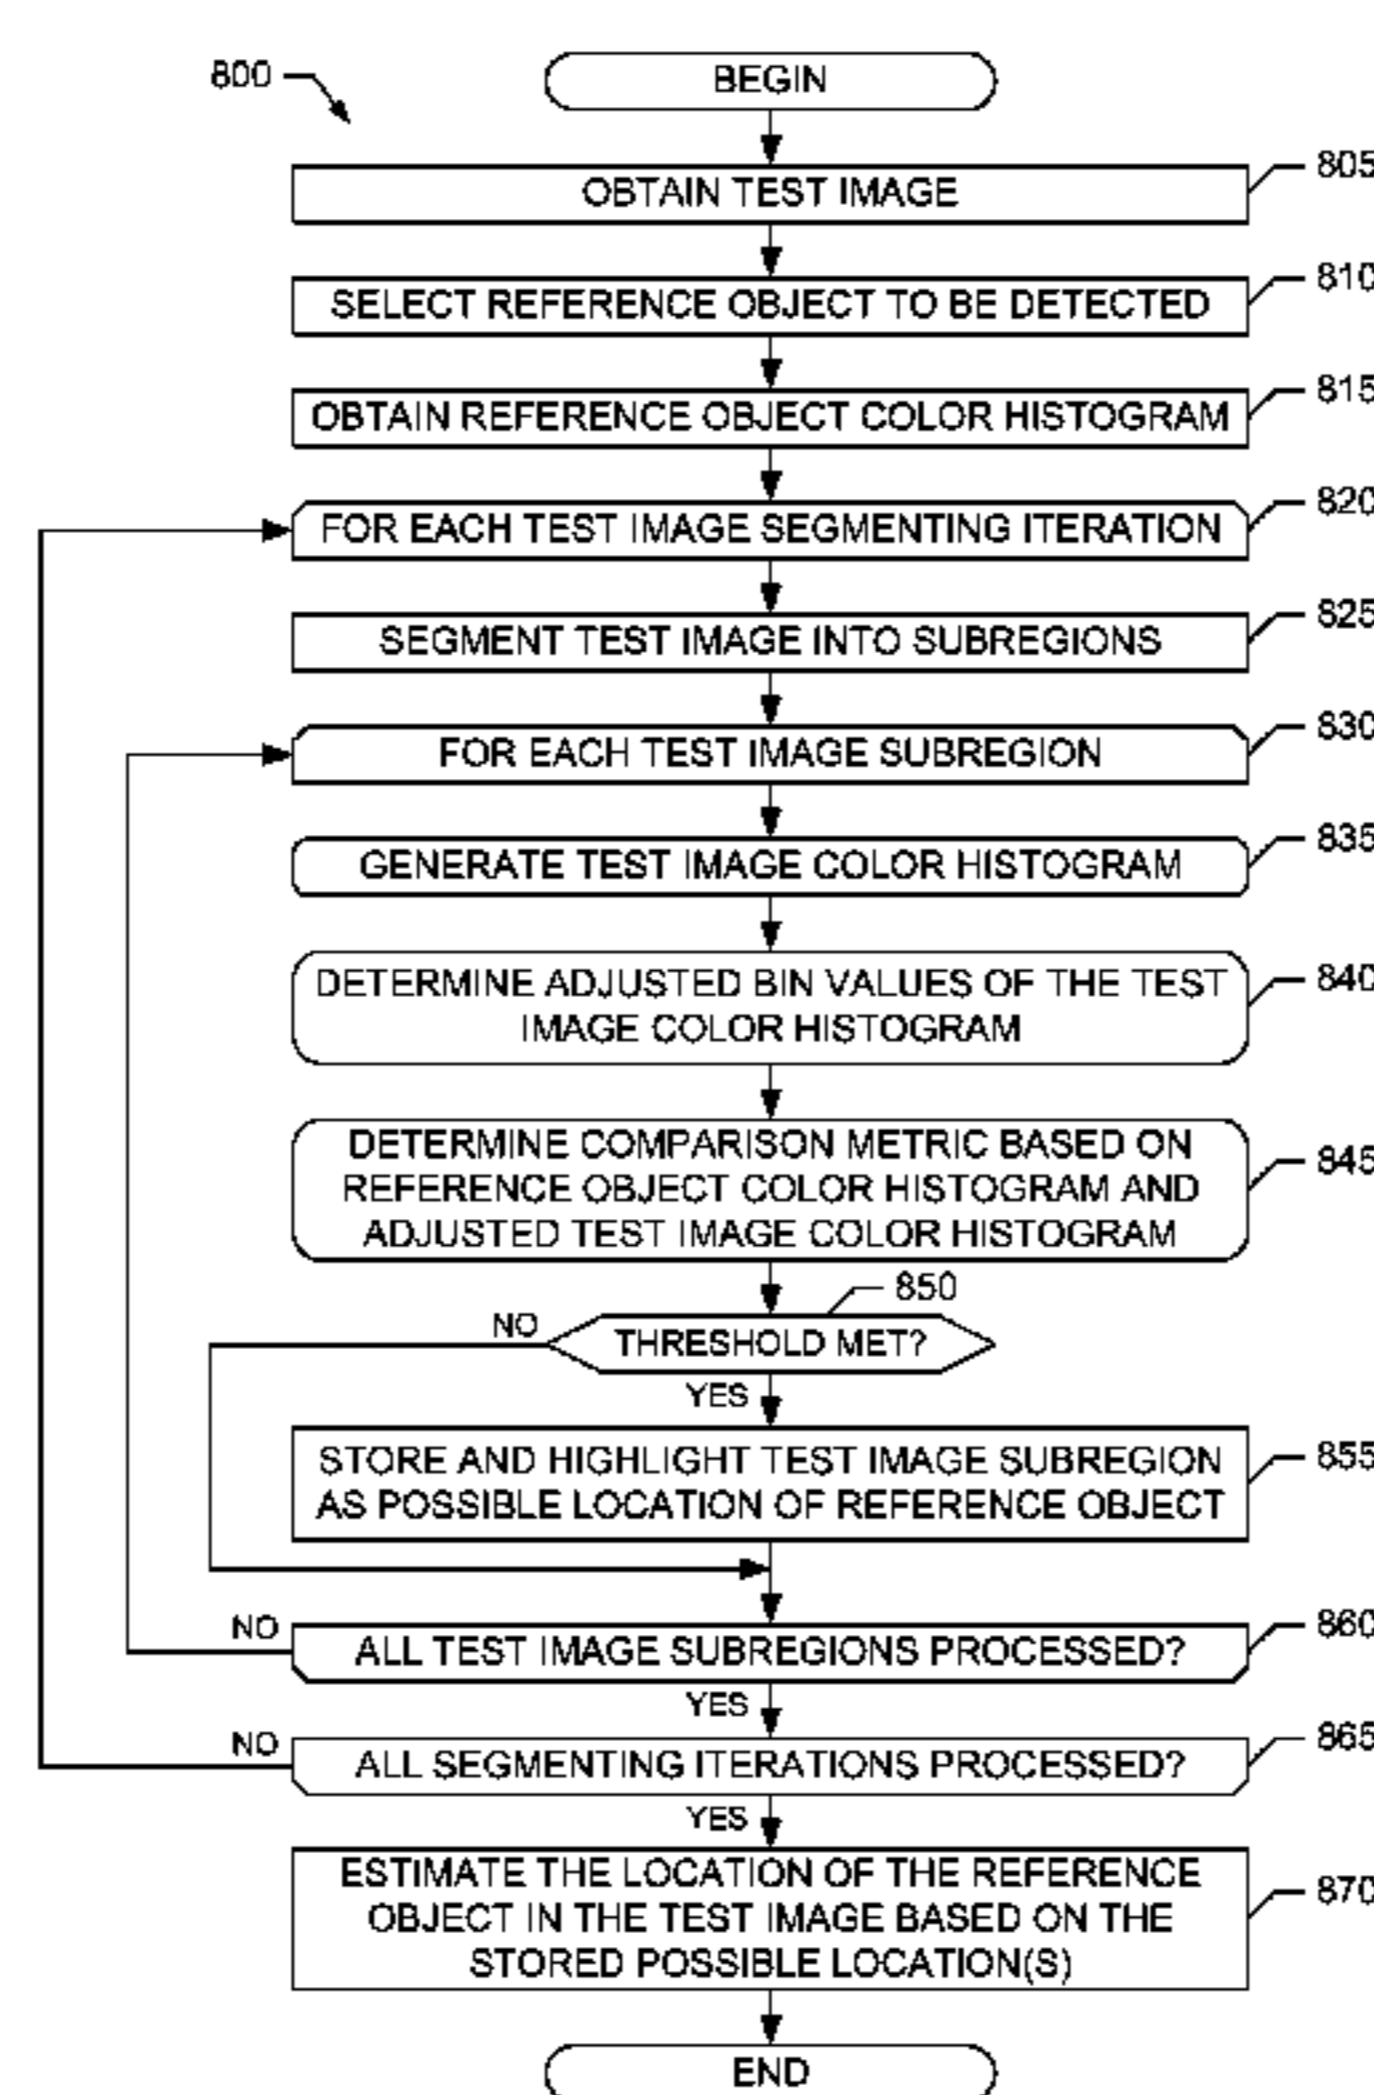 800
BEGIN
OBTAIN TEST IMAGE
805
SELECT REFERENCE OBJECT TO BE DETECTED
810
OBTAIN REFERENCE OBJECT COLOR HISTOGRAM
815
FOR EACH TEST IMAGE SEGMENTING ITERATION
820
SEGMENT TEST IMAGE INTO SUBREGIONS
825
FOR EACH TEST IMAGE SUBREGION
830
GENERATE TEST IMAGE COLOR HISTOGRAM
835
DETERMINE ADJUSTED BIN VALUES OF THE TEST
IMAGE COLOR HISTOGRAM
840
DETERMINE COMPARISON METRIC BASED ON
REFERENCE OBJECT COLOR HISTOGRAM AND
ADJUSTED TEST IMAGE COLOR HISTOGRAM
845
850
NO
THRESHOLD MET?
YES
STORE AND HIGHLIGHT TEST IMAGE SUBREGION
AS POSSIBLE LOCATION OF REFERENCE OBJECT
855
NO
ALL TEST IMAGE SUBREGIONS PROCESSED?
860
YES
NO
ALL SEGMENTING ITERATIONS PROCESSED?
865
YES
ESTIMATE THE LOCATION OF THE REFERENCE
OBJECT IN THE TEST IMAGE BASED ON THE
STORED POSSIBLE LOCATION(S)
870
END